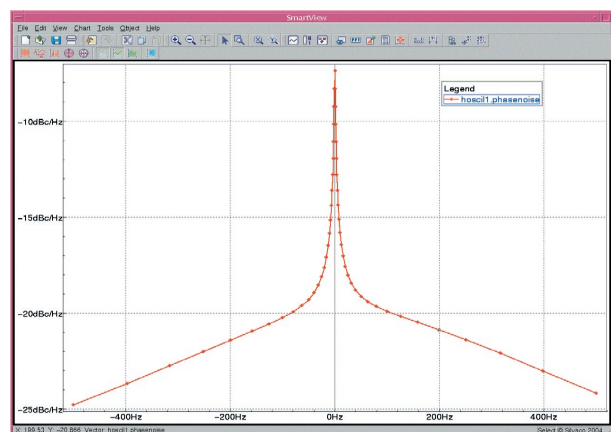 SmartView
File Edit View Chart Tools Object Help
Legend
hoscil1.phasenoise
-10dBc/Hz
-15dBc/Hz
-20dBc/Hz
-25dBc/Hz
-400Hz -200Hz 0Hz 200Hz 400Hz
X: 199.53 Y: -20.866 Vector: hoscil1.phasenoise Select © Silvaco 2004